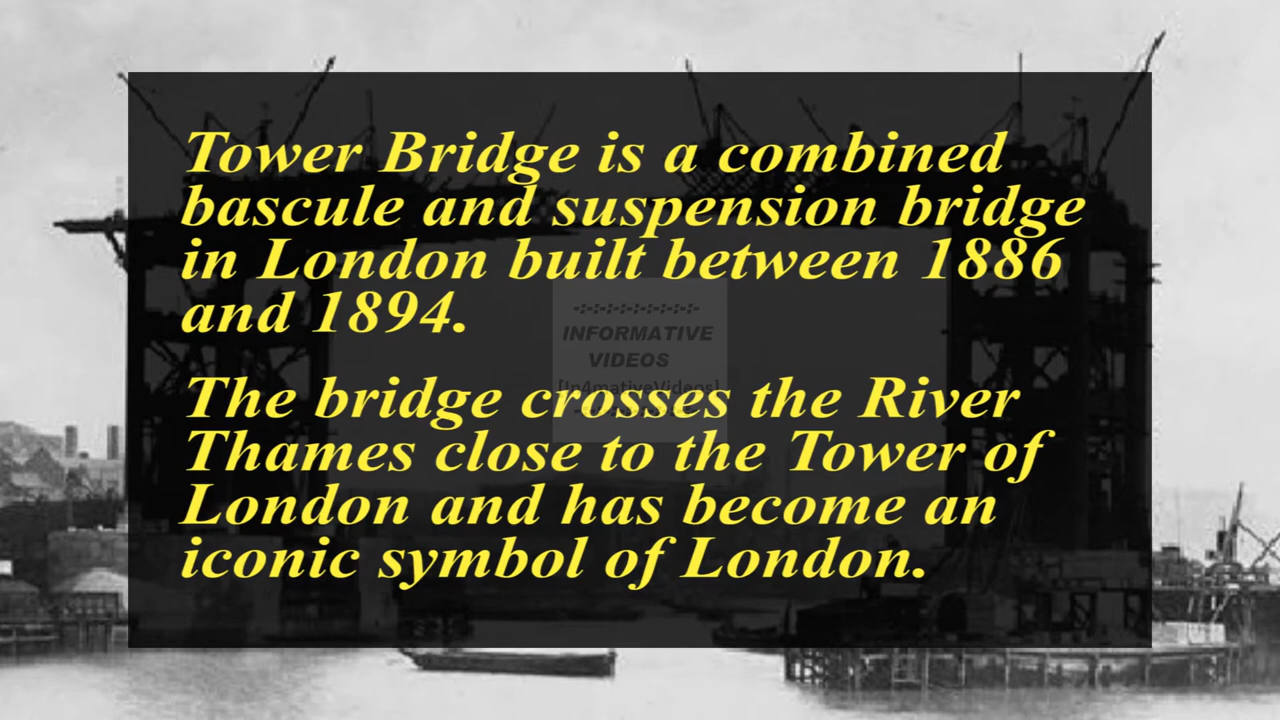 Tower Bridge is a combined
bascule and suspension bridge
in London built between 1886
and 1894.
INFORMATIVE
VIDEOS
[In4mativeVideos]
The bridge crosses the River
Thames close to the Tower of
London and has become an
iconic symbol of London.